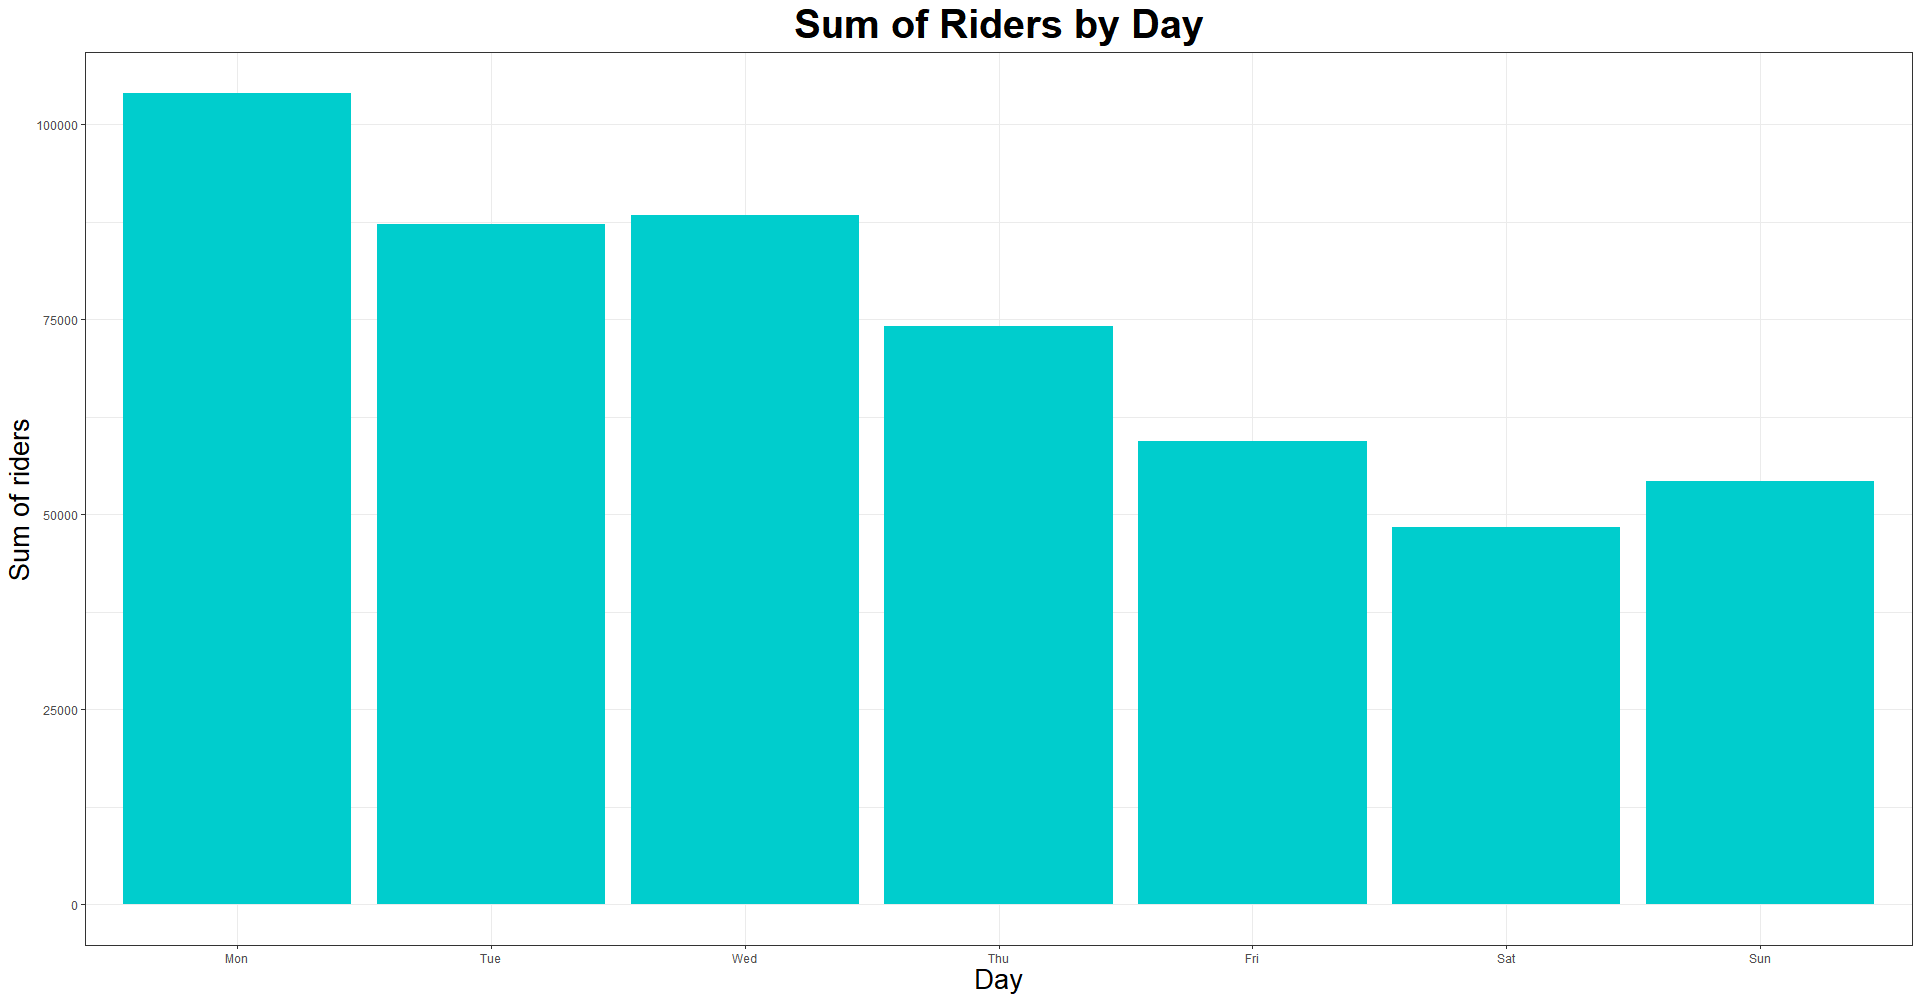 Sum of Riders by Day
Sum of riders
100000
75000
50000
25000
0
Mon Tue Wed Thu Fri Sat Sun
Day